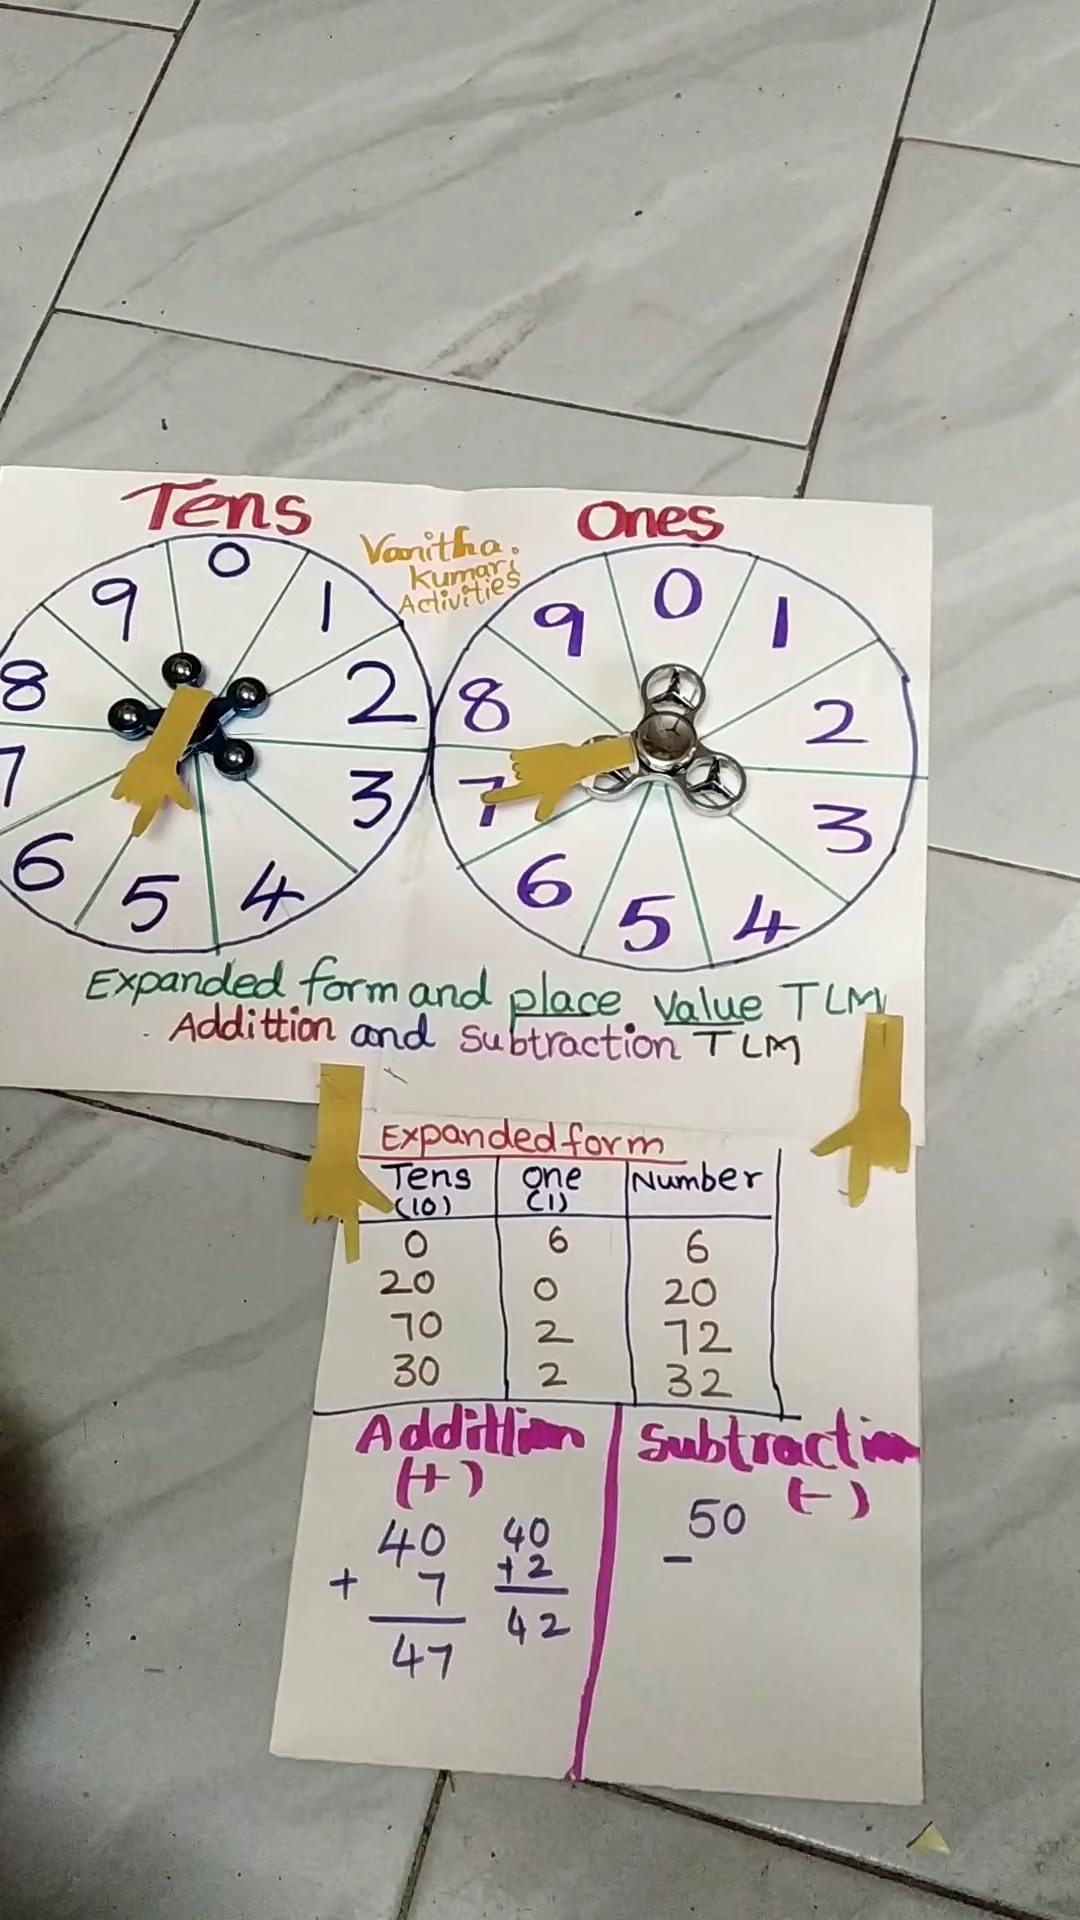 Tens
Ones
Vanitha.
Kumari
Activities
0
1
2
3
4
5
6
7
8
9
0
1
2
3
4
5
6
7
8
9
Expanded form and place value TLM
Addittion and Subtraction TLM
Expanded form
Tens one Number
(10) (1)
0 6 6
20 0 20
70 2 72
30 2 32
Addittion Subtraction
(+) (-)
40 40 50
+ 7 +2 -
47 42